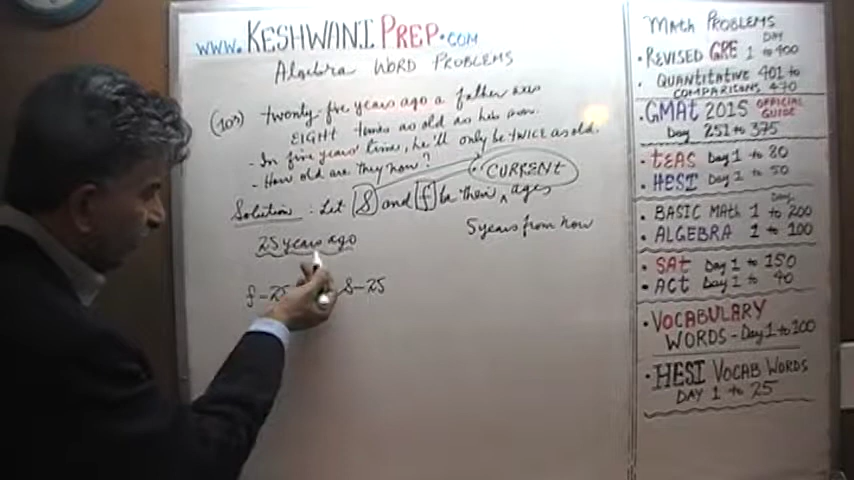 www.KESHWANIPREP.com
Algebra WORD PROBLEMS
(103) twenty-five years ago a father was
EIGHT times as old as his son.
- In five years' time, he'll only be TWICE as old.
- How old are they now?
Solution : Let S and f be their CURRENT ages
25 years ago
5 years from now
f-25
S-25
MATH PROBLEMS
• REVISED GRE DAY 1 to 400
• QUANTITATIVE COMPARISONS 401 to 470
• GMAT 2015 OFFICIAL GUIDE
Day 251 to 375
• TEAS Day 1 to 80
• HESI Day 1 to 50
Day
• BASIC MATH 1 to 200
• ALGEBRA 1 to 100
• SAT Day 1 to 150
• ACT Day 1 to 40
• VOCABULARY
WORDS - Day 1 to 100
• HESI VOCAB WORDS
DAY 1 to 25